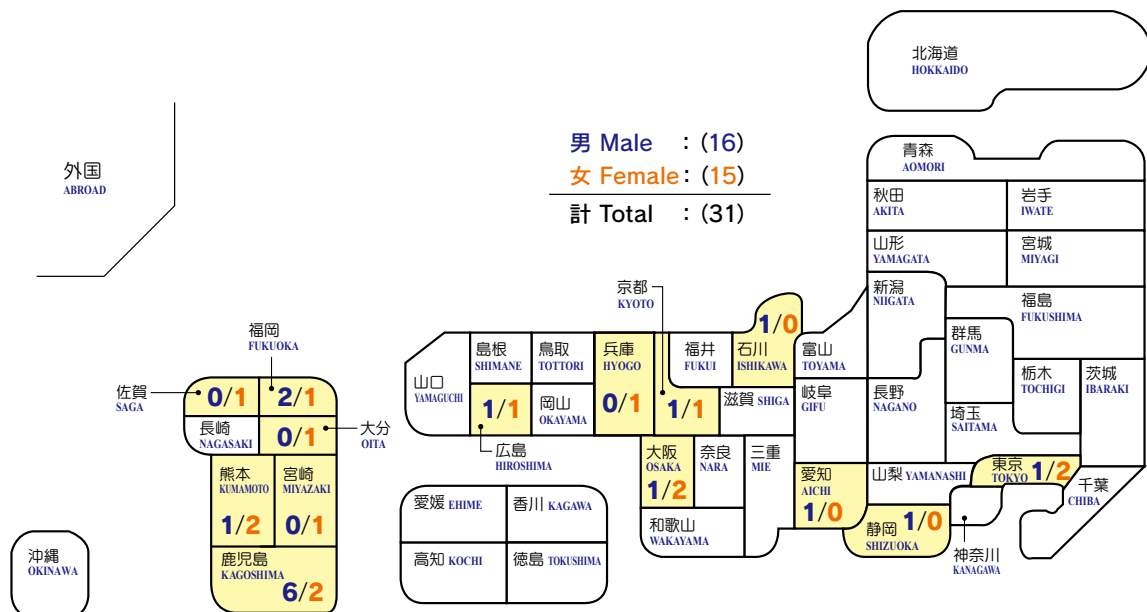 北海道
HOKKAIDO
男 Male : (16)
女 Female : (15)
計 Total : (31)
外国
ABROAD
青森
AOMORI
秋田
AKITA
岩手
IWATE
山形
YAMAGATA
宮城
MIYAGI
新潟
NIIGATA
福島
FUKUSHIMA
群馬
GUNMA
栃木
TOCHIGI
茨城
IBARAKI
埼玉
SAITAMA
長野
NAGANO
富山
TOYAMA
岐阜
GIFU
1/0
石川
ISHIKAWA
福井
FUKUI
京都
KYOTO
1/1
滋賀 SHIGA
兵庫
HYOGO
0/1
鳥取
TOTTORI
島根
SHIMANE
岡山
OKAYAMA
1/1
広島
HIROSHIMA
山口
YAMAGUCHI
大阪
OSAKA
1/2
奈良
NARA
三重
MIE
和歌山
WAKAYAMA
愛知
AICHI
1/0
山梨 YAMANASHI
東京
TOKYO
1/2
千葉
CHIBA
静岡
SHIZUOKA
1/0
神奈川
KANAGAWA
愛媛 EHIME
香川 KAGAWA
高知 KOCHI
徳島 TOKUSHIMA
福岡
FUKUOKA
2/1
佐賀
SAGA
0/1
長崎
NAGASAKI
大分
OITA
0/1
熊本
KUMAMOTO
1/2
宮崎
MIYAZAKI
0/1
鹿児島
KAGOSHIMA
6/2
沖縄
OKINAWA